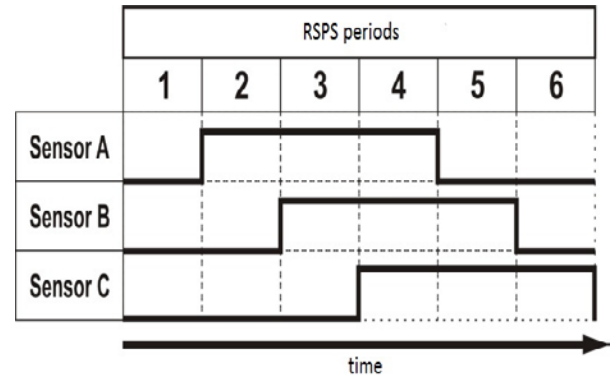 RSPS periods
1 2 3 4 5 6
Sensor A
Sensor B
Sensor C
time